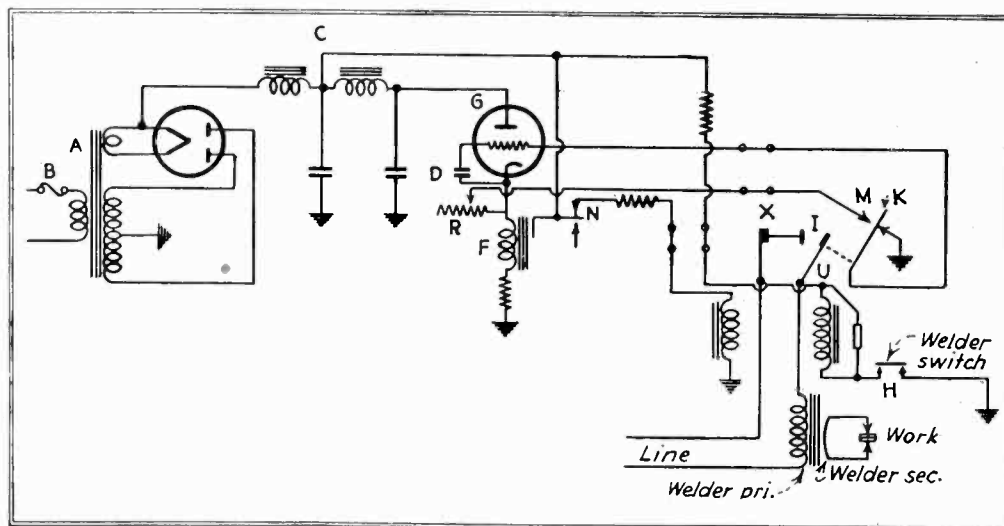 C
G
A
B
D
M
K
X
I
R
N
F
U
Welder
switch
H
Work
Line
Welder sec.
Welder pri.